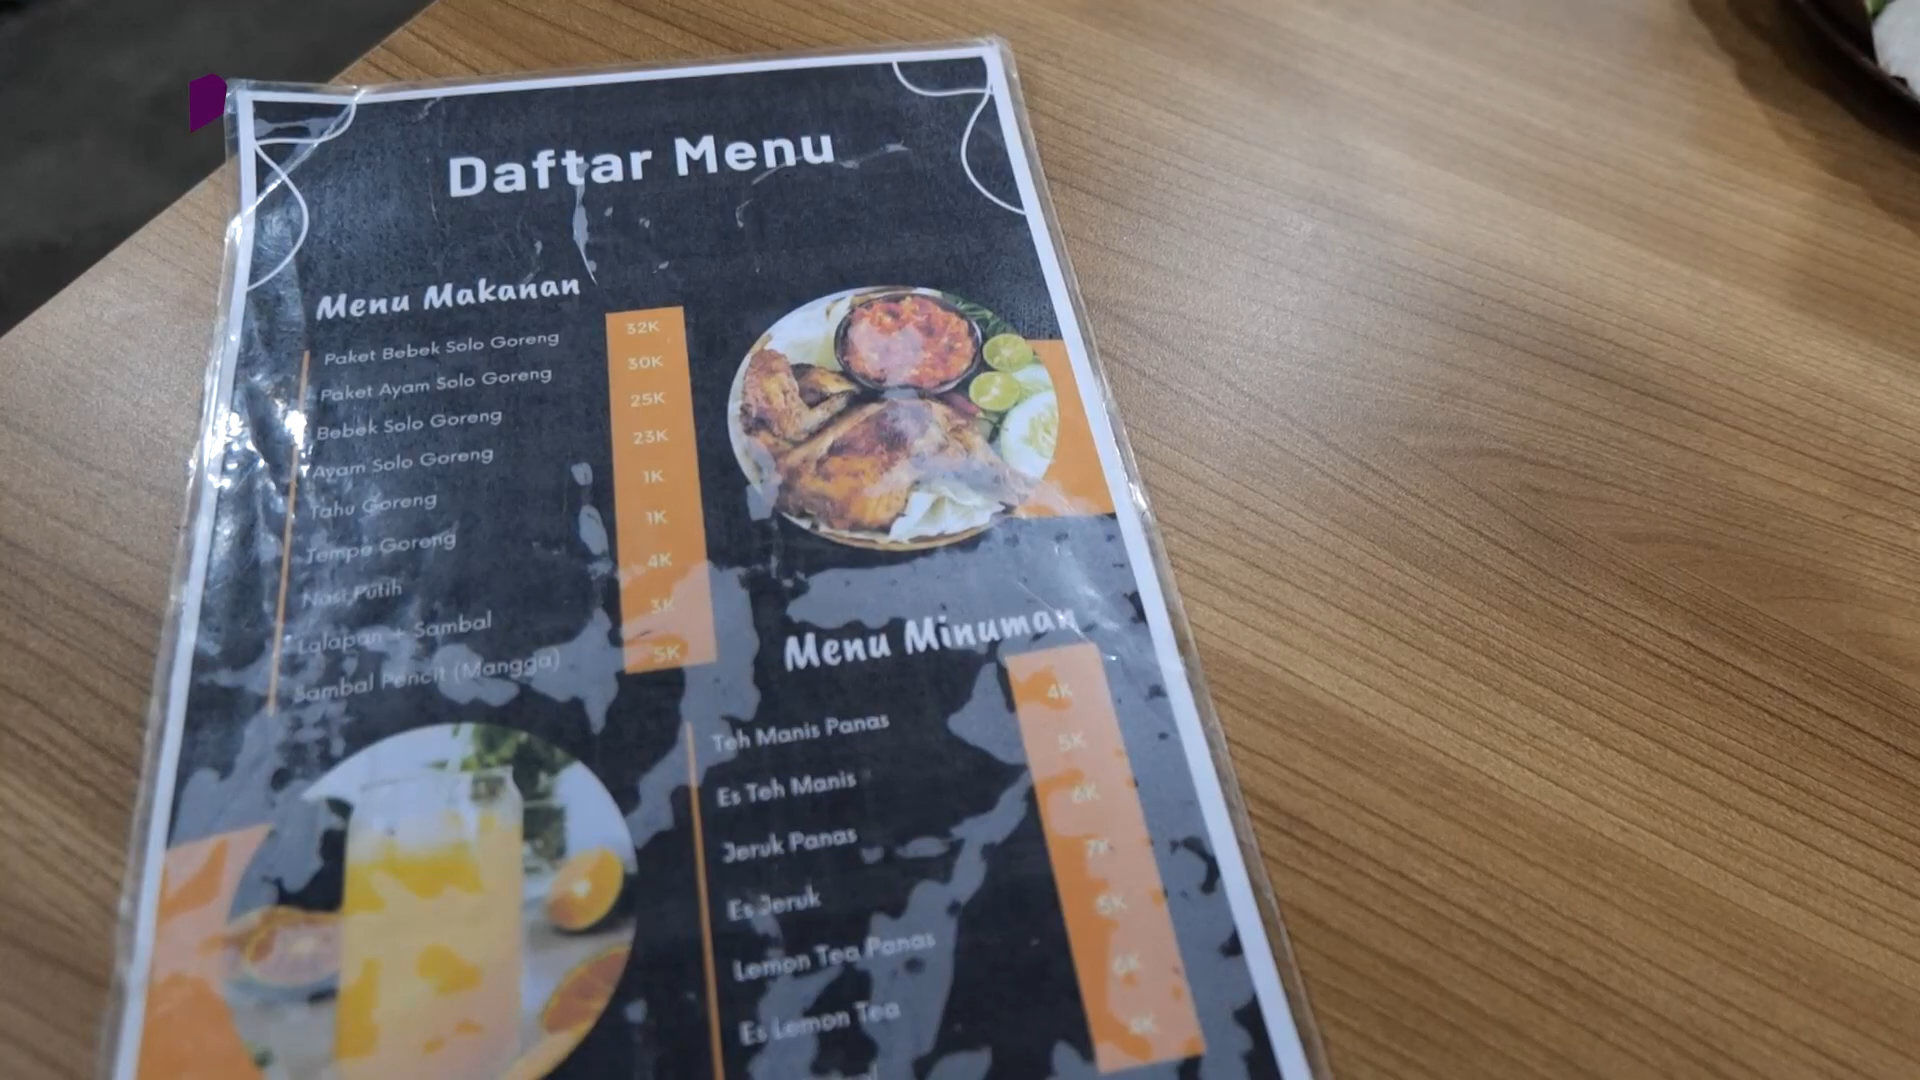 Daftar Menu
Menu Makanan
Paket Bebek Solo Goreng 32K
Paket Ayam Solo Goreng 30K
Bebek Solo Goreng 25K
Ayam Solo Goreng 23K
Tahu Goreng 1K
Tempe Goreng 1K
Nasi Putih 4K
Lalapan + Sambal 3K
Sambal Pencit (Mangga) 5K
Menu Minuman
Teh Manis Panas 4K
Es Teh Manis 5K
Jeruk Panas 6K
Es Jeruk 7K
Lemon Tea Panas 5K
Es Lemon Tea 6K
4K